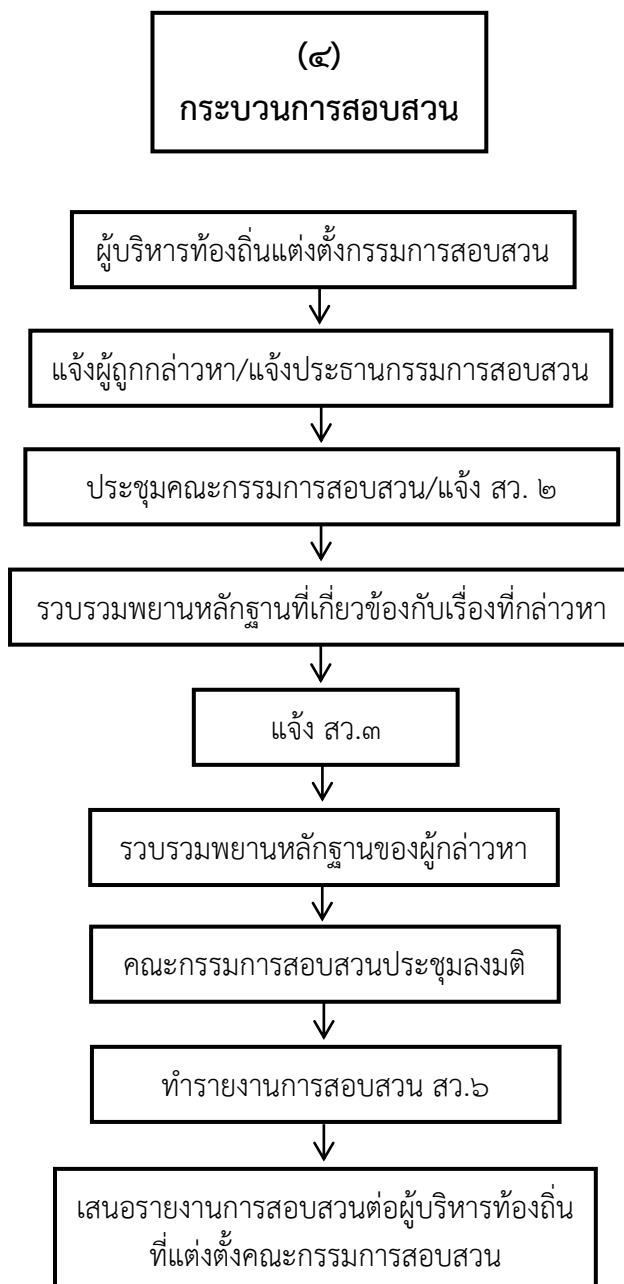 (๔)
กระบวนการสอบสวน
ผู้บริหารท้องถิ่นแต่งตั้งกรรมการสอบสวน
แจ้งผู้ถูกกล่าวหา/แจ้งประธานกรรมการสอบสวน
ประชุมคณะกรรมการสอบสวน/แจ้ง สว. ๒
รวบรวมพยานหลักฐานที่เกี่ยวข้องกับเรื่องที่กล่าวหา
แจ้ง สว.๓
รวบรวมพยานหลักฐานของผู้กล่าวหา
คณะกรรมการสอบสวนประชุมลงมติ
ทำรายงานการสอบสวน สว.๖
เสนอรายงานการสอบสวนต่อผู้บริหารท้องถิ่น
ที่แต่งตั้งคณะกรรมการสอบสวน